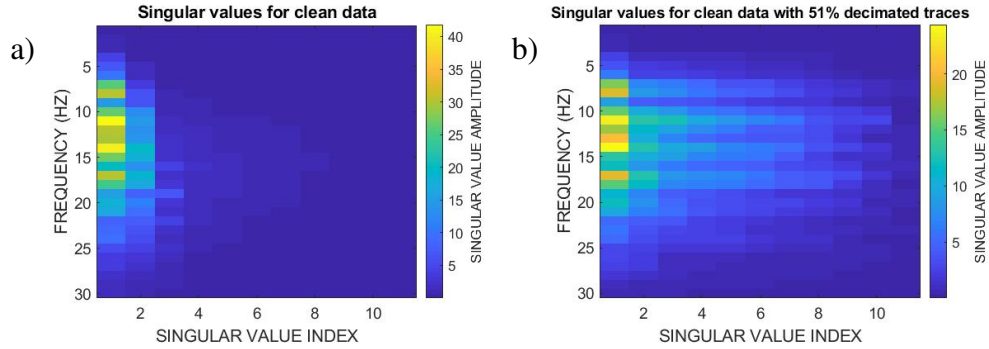 a)
Singular values for clean data
FREQUENCY (HZ)
5
10
15
20
25
30
2 4 6 8 10
SINGULAR VALUE INDEX
40
35
30
25
20
15
10
5
SINGULAR VALUE AMPLITUDE
b)
Singular values for clean data with 51% decimated traces
FREQUENCY (HZ)
5
10
15
20
25
30
2 4 6 8 10
SINGULAR VALUE INDEX
20
15
10
5
SINGULAR VALUE AMPLITUDE